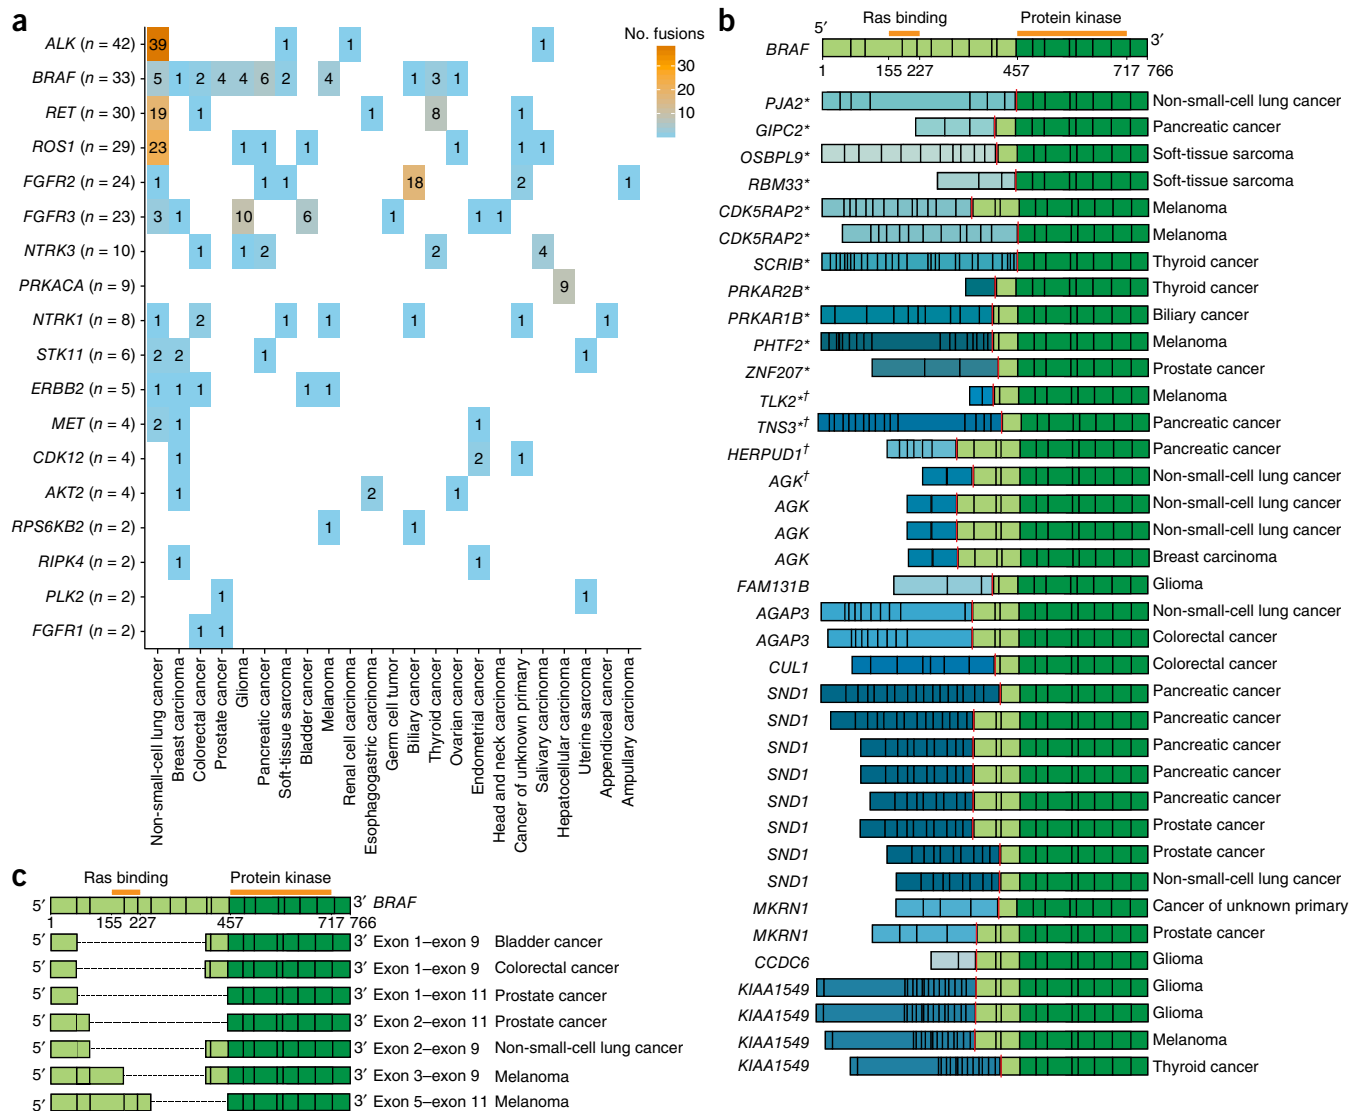 a
No. fusions
30
20
10
ALK (n = 42) 39 1 1 1
BRAF (n = 33) 5 1 2 4 4 6 2 4 1 3 1
RET (n = 30) 19 1 1 8 1
ROS1 (n = 29) 23 1 1 1 1 1 1
FGFR2 (n = 24) 1 1 1 18 2 1
FGFR3 (n = 23) 3 1 10 6 1 1 1
NTRK3 (n = 10) 1 1 2 2 4
PRKACA (n = 9) 9
NTRK1 (n = 8) 1 2 1 1 1 1 1
STK11 (n = 6) 2 2 1 1
ERBB2 (n = 5) 1 1 1 1 1
MET (n = 4) 2 1 1
CDK12 (n = 4) 1 2 1
AKT2 (n = 4) 1 2 1
RPS6KB2 (n = 2) 1 1
RIPK4 (n = 2) 1 1
PLK2 (n = 2) 1 1
FGFR1 (n = 2) 1 1
Non-small-cell lung cancer
Breast carcinoma
Colorectal cancer
Prostate cancer
Glioma
Pancreatic cancer
Soft-tissue sarcoma
Bladder cancer
Melanoma
Renal cell carcinoma
Esophagogastric carcinoma
Germ cell tumor
Biliary cancer
Thyroid cancer
Ovarian cancer
Endometrial cancer
Head and neck carcinoma
Cancer of unknown primary
Salivary carcinoma
Hepatocellular carcinoma
Uterine sarcoma
Appendiceal cancer
Ampullary carcinoma
b
Ras binding Protein kinase
5′ 3′
BRAF
1 155 227 457 717 766
PJA2* Non-small-cell lung cancer
GIPC2* Pancreatic cancer
OSBPL9* Soft-tissue sarcoma
RBM33* Soft-tissue sarcoma
CDK5RAP2* Melanoma
CDK5RAP2* Melanoma
SCRIB* Thyroid cancer
PRKAR2B* Thyroid cancer
PRKAR1B* Biliary cancer
PHTF2* Melanoma
ZNF207* Prostate cancer
TLK2*† Melanoma
TNS3*† Pancreatic cancer
HERPUD1† Pancreatic cancer
AGK† Non-small-cell lung cancer
AGK Non-small-cell lung cancer
AGK Non-small-cell lung cancer
AGK Breast carcinoma
FAM131B Glioma
AGAP3 Non-small-cell lung cancer
AGAP3 Colorectal cancer
CUL1 Colorectal cancer
SND1 Pancreatic cancer
SND1 Pancreatic cancer
SND1 Pancreatic cancer
SND1 Pancreatic cancer
SND1 Pancreatic cancer
SND1 Prostate cancer
SND1 Prostate cancer
SND1 Non-small-cell lung cancer
MKRN1 Cancer of unknown primary
MKRN1 Prostate cancer
CCDC6 Glioma
KIAA1549 Glioma
KIAA1549 Glioma
KIAA1549 Melanoma
KIAA1549 Thyroid cancer
c
Ras binding Protein kinase
5′ 3′ BRAF
1 155 227 457 717 766
5′ 3′ Exon 1–exon 9 Bladder cancer
5′ 3′ Exon 1–exon 9 Colorectal cancer
5′ 3′ Exon 1–exon 11 Prostate cancer
5′ 3′ Exon 2–exon 11 Prostate cancer
5′ 3′ Exon 2–exon 9 Non-small-cell lung cancer
5′ 3′ Exon 3–exon 9 Melanoma
5′ 3′ Exon 5–exon 11 Melanoma